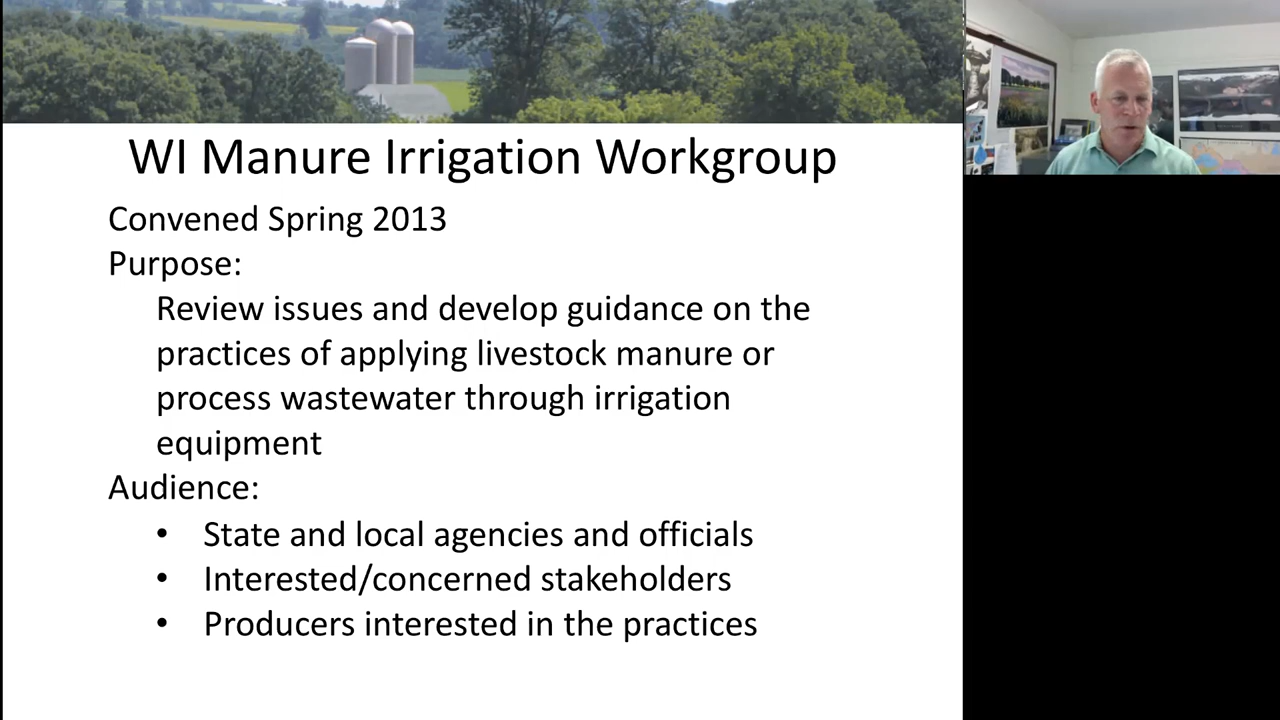 WI Manure Irrigation Workgroup
Convened Spring 2013
Purpose:
Review issues and develop guidance on the
practices of applying livestock manure or
process wastewater through irrigation
equipment
Audience:
• State and local agencies and officials
• Interested/concerned stakeholders
• Producers interested in the practices